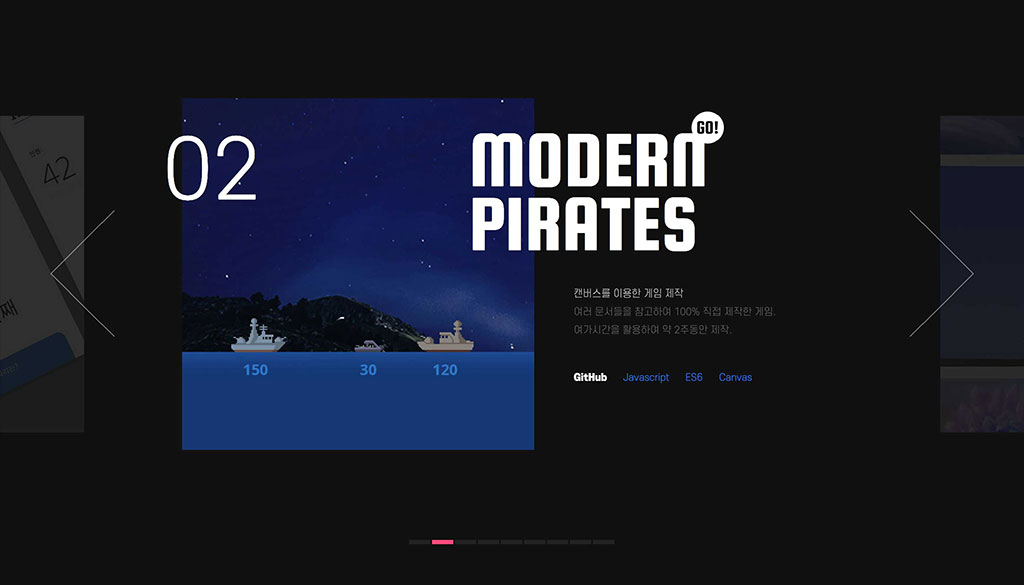 02
GO!
MODERN
PIRATES
캔버스를 이용한 게임 제작
여러 문서들을 참고하여 100% 직접 제작한 게임.
여가시간을 활용하여 약 2주동안 제작.
GitHub Javascript ES6 Canvas
150 30 120
42